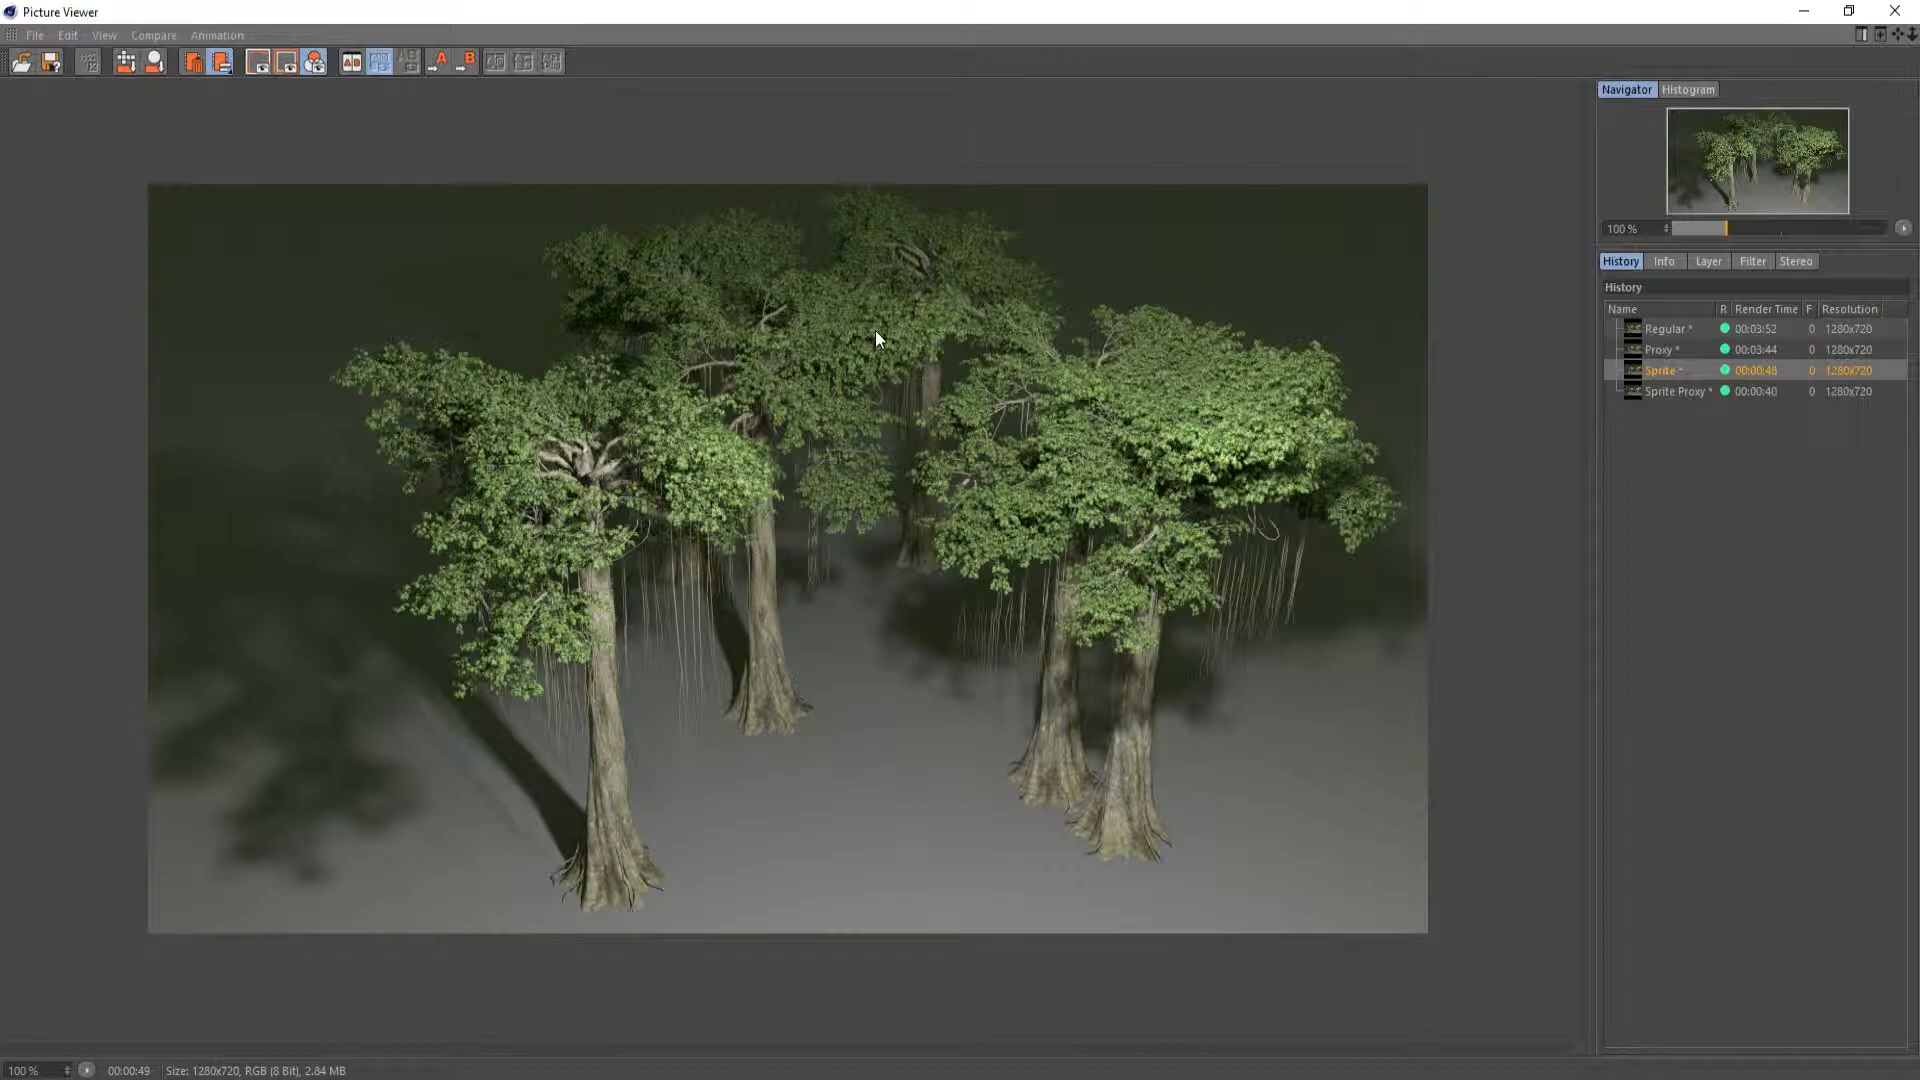 Picture Viewer
File Edit View Compare Animation
A B
Navigator Histogram
100 %
History Info Layer Filter Stereo
History
Name R Render Time F Resolution
Regular * 00:03:52 0 1280x720
Proxy * 00:03:44 0 1280x720
Sprite * 00:00:48 0 1280x720
Sprite Proxy * 00:00:40 0 1280x720
100 % 00:00:49 Size: 1280x720, RGB (8 Bit), 2.84 MB